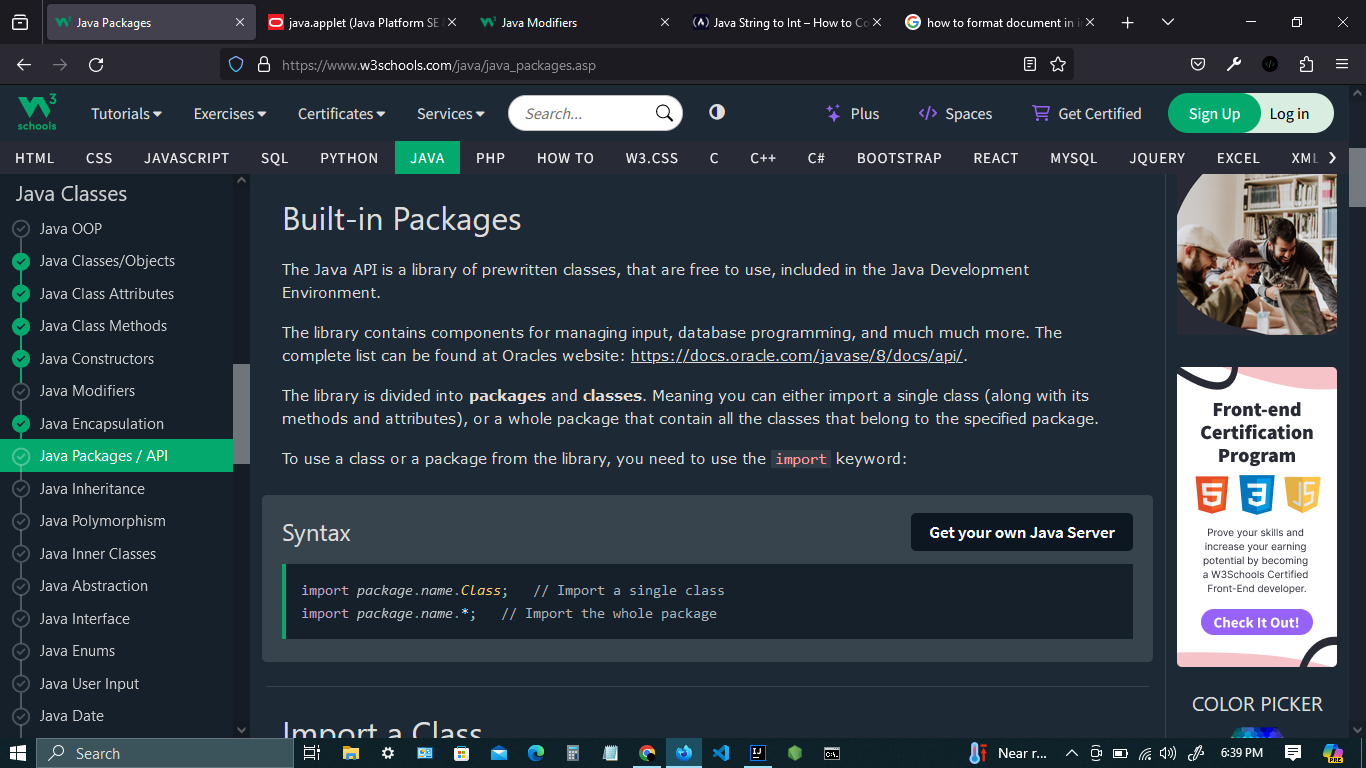 Java Packages
java.applet (Java Platform SE
Java Modifiers
Java String to Int – How to Co
how to format document in i
https://www.w3schools.com/java/java_packages.asp
W 3
schools
Tutorials
Exercises
Certificates
Services
Search...
Plus
Spaces
Get Certified
Sign Up
Log in
HTML CSS JAVASCRIPT SQL PYTHON JAVA PHP HOW TO W3.CSS C C++ C# BOOTSTRAP REACT MYSQL JQUERY EXCEL XML
Java Classes
Java OOP
Java Classes/Objects
Java Class Attributes
Java Class Methods
Java Constructors
Java Modifiers
Java Encapsulation
Java Packages / API
Java Inheritance
Java Polymorphism
Java Inner Classes
Java Abstraction
Java Interface
Java Enums
Java User Input
Java Date
Built-in Packages
The Java API is a library of prewritten classes, that are free to use, included in the Java Development
Environment.
The library contains components for managing input, database programming, and much much more. The
complete list can be found at Oracles website: https://docs.oracle.com/javase/8/docs/api/.
The library is divided into packages and classes. Meaning you can either import a single class (along with its
methods and attributes), or a whole package that contain all the classes that belong to the specified package.
To use a class or a package from the library, you need to use the import keyword:
Syntax
Get your own Java Server
import package.name.Class;   // Import a single class
import package.name.*;   // Import the whole package
Import a Class
Front-end
Certification
Program
5 3 JS
Prove your skills and
increase your earning
potential by becoming
a W3Schools Certified
Front-End developer.
Check It Out!
COLOR PICKER
Search
IJ
C:\
Near r...
6:39 PM
PRE